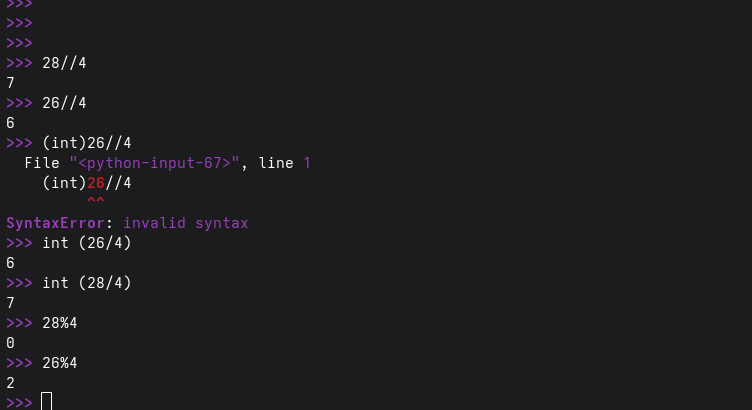 >>>
>>>
>>>
>>> 28//4
7
>>> 26//4
6
>>> (int)26//4
  File "<python-input-67>", line 1
    (int)26//4
         ^^
SyntaxError: invalid syntax
>>> int (26/4)
6
>>> int (28/4)
7
>>> 28%4
0
>>> 26%4
2
>>>